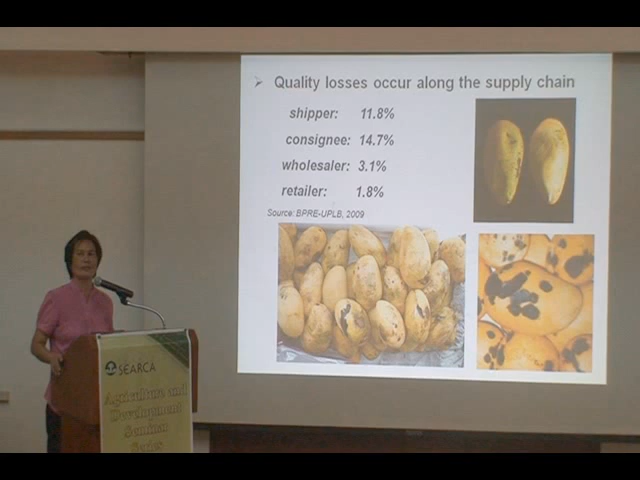 Quality losses occur along the supply chain
shipper: 11.8%
consignee: 14.7%
wholesaler: 3.1%
retailer: 1.8%
Source: BPRE-UPLB, 2009
SEARCA
Agriculture and
Development
Seminar
Series